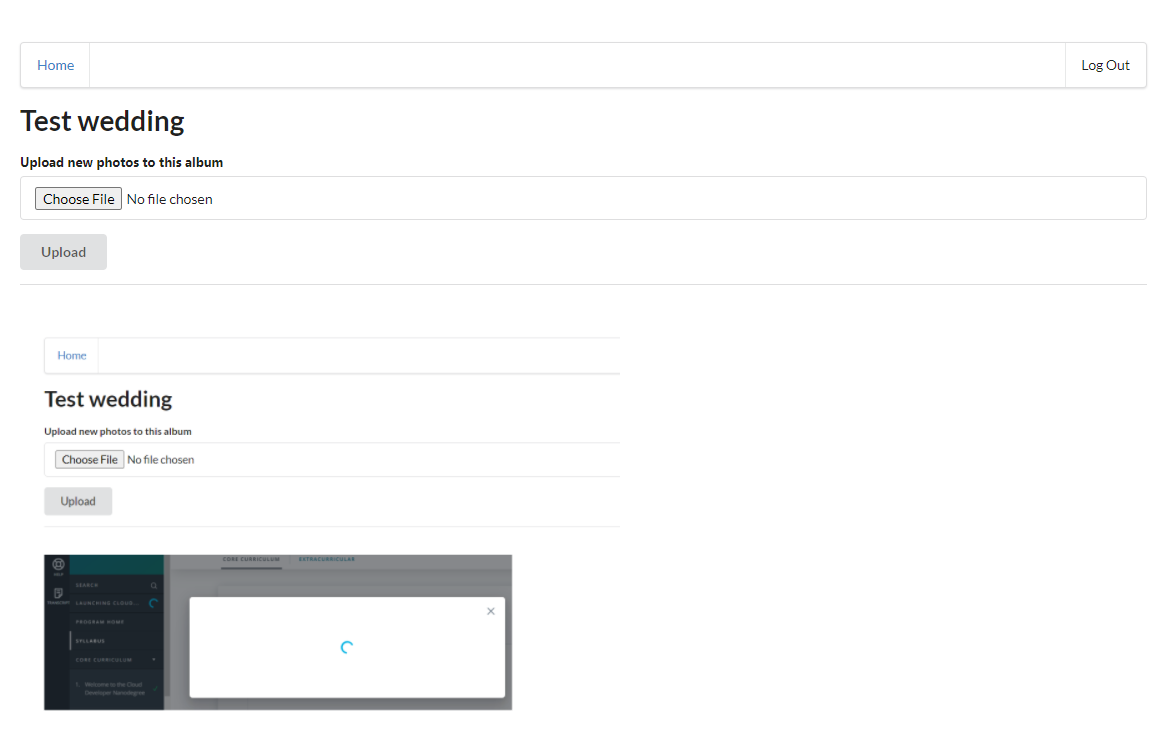 Home Log Out
Test wedding
Upload new photos to this album
Choose File No file chosen
Upload
Home
Test wedding
Upload new photos to this album
Choose File No file chosen
Upload
CORE CURRICULUM EXTRACURRICULAR
HELP
SEARCH
TRANSCRIPT LAUNCHING CLOUD...
PROGRAM HOME
SYLLABUS
CORE CURRICULUM
1. Welcome to the Cloud
Developer Nanodegree